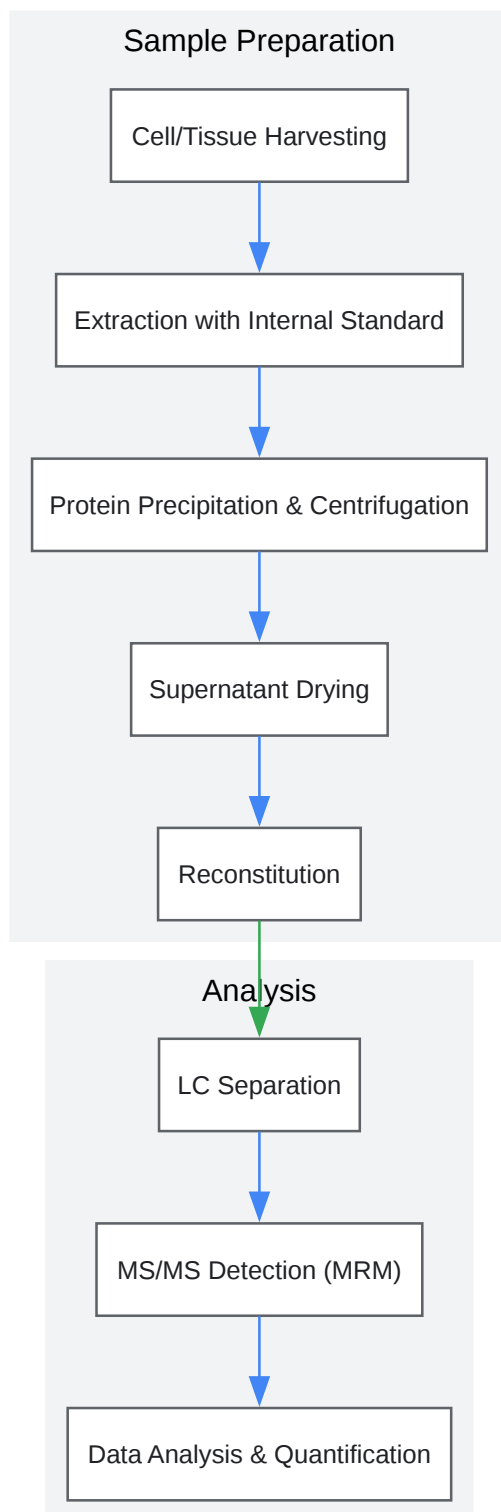 Sample Preparation
Cell/Tissue Harvesting
Extraction with Internal Standard
Protein Precipitation & Centrifugation
Supernatant Drying
Reconstitution
Analysis
LC Separation
MS/MS Detection (MRM)
Data Analysis & Quantification